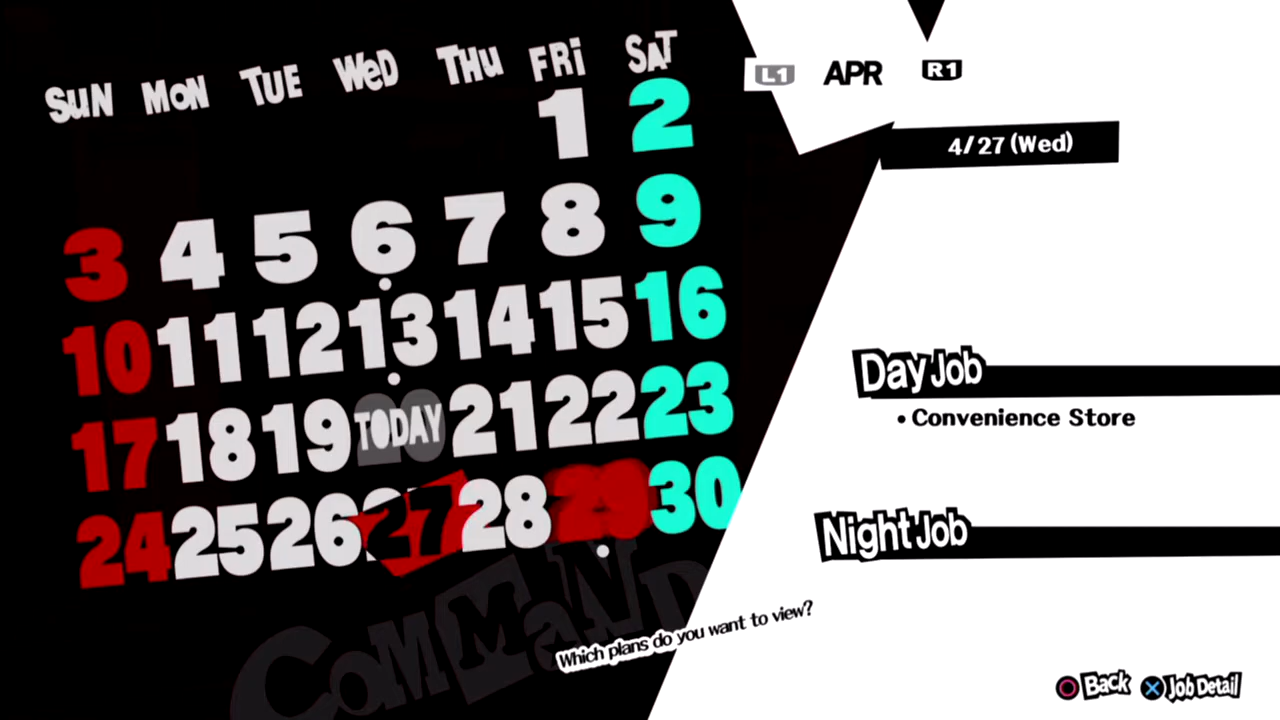 SUN MON TUE WeD THU FRi SAT
1 2
3 4 5 6 7 8 9
10 11 12 13 14 15 16
17 18 19 TODAY 21 22 23
24 25 26 27 28 29 30
COMMAND
L1 APR R1
4/27 (Wed)
Day Job
• Convenience Store
Night Job
Which plans do you want to view?
Back Job Detail